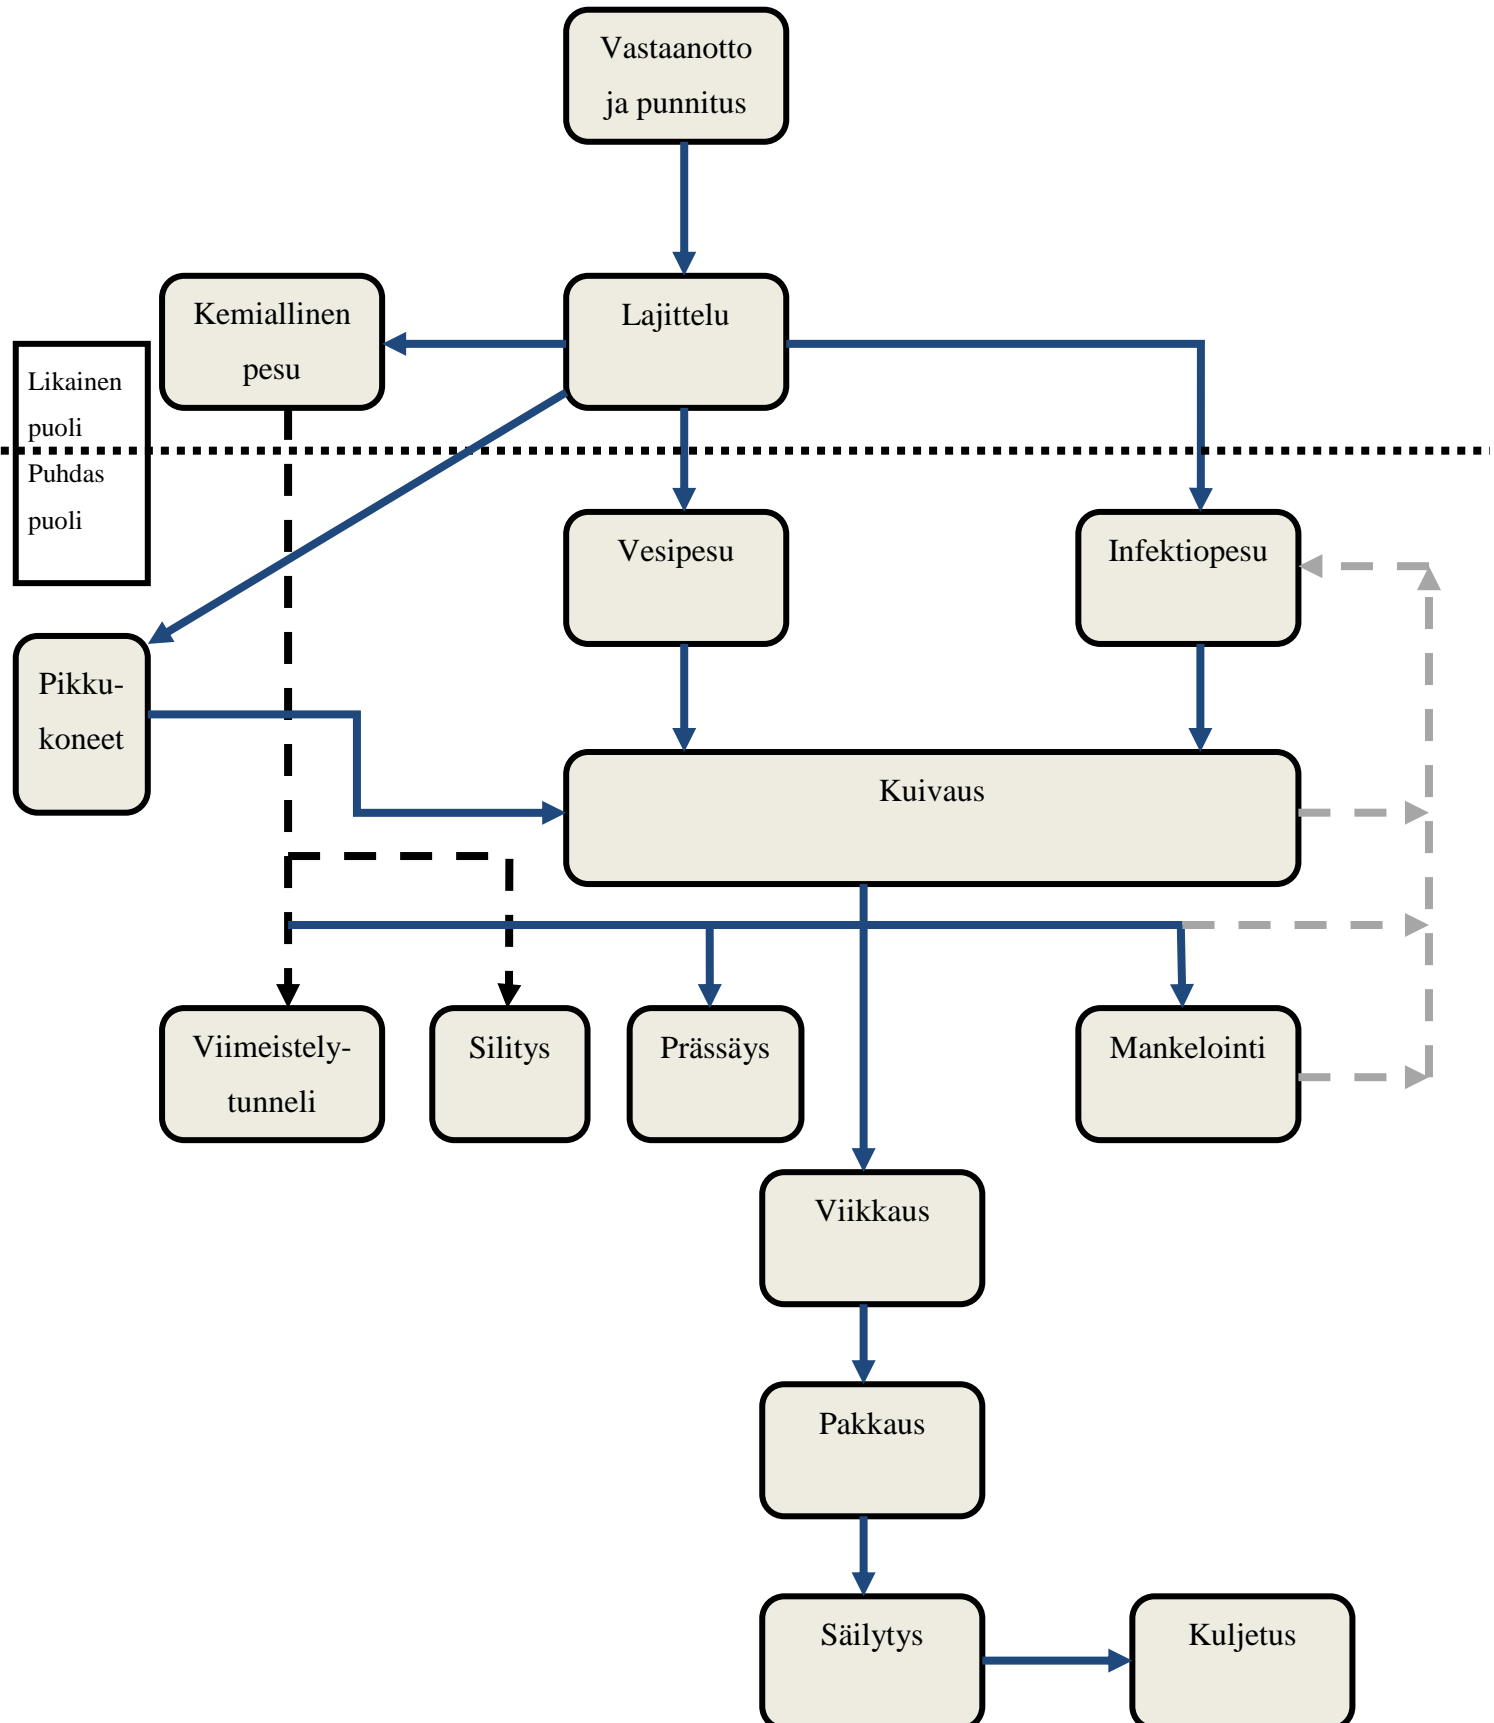 Vastaanotto
ja punnitus
Kemiallinen
pesu
Lajittelu
Likainen
puoli
Puhdas
puoli
Vesipesu
Infektiopesu
Pikku-
koneet
Kuivaus
Viimeistely-
tunneli
Silitys
Prässäys
Mankelointi
Viikkaus
Pakkaus
Säilytys
Kuljetus